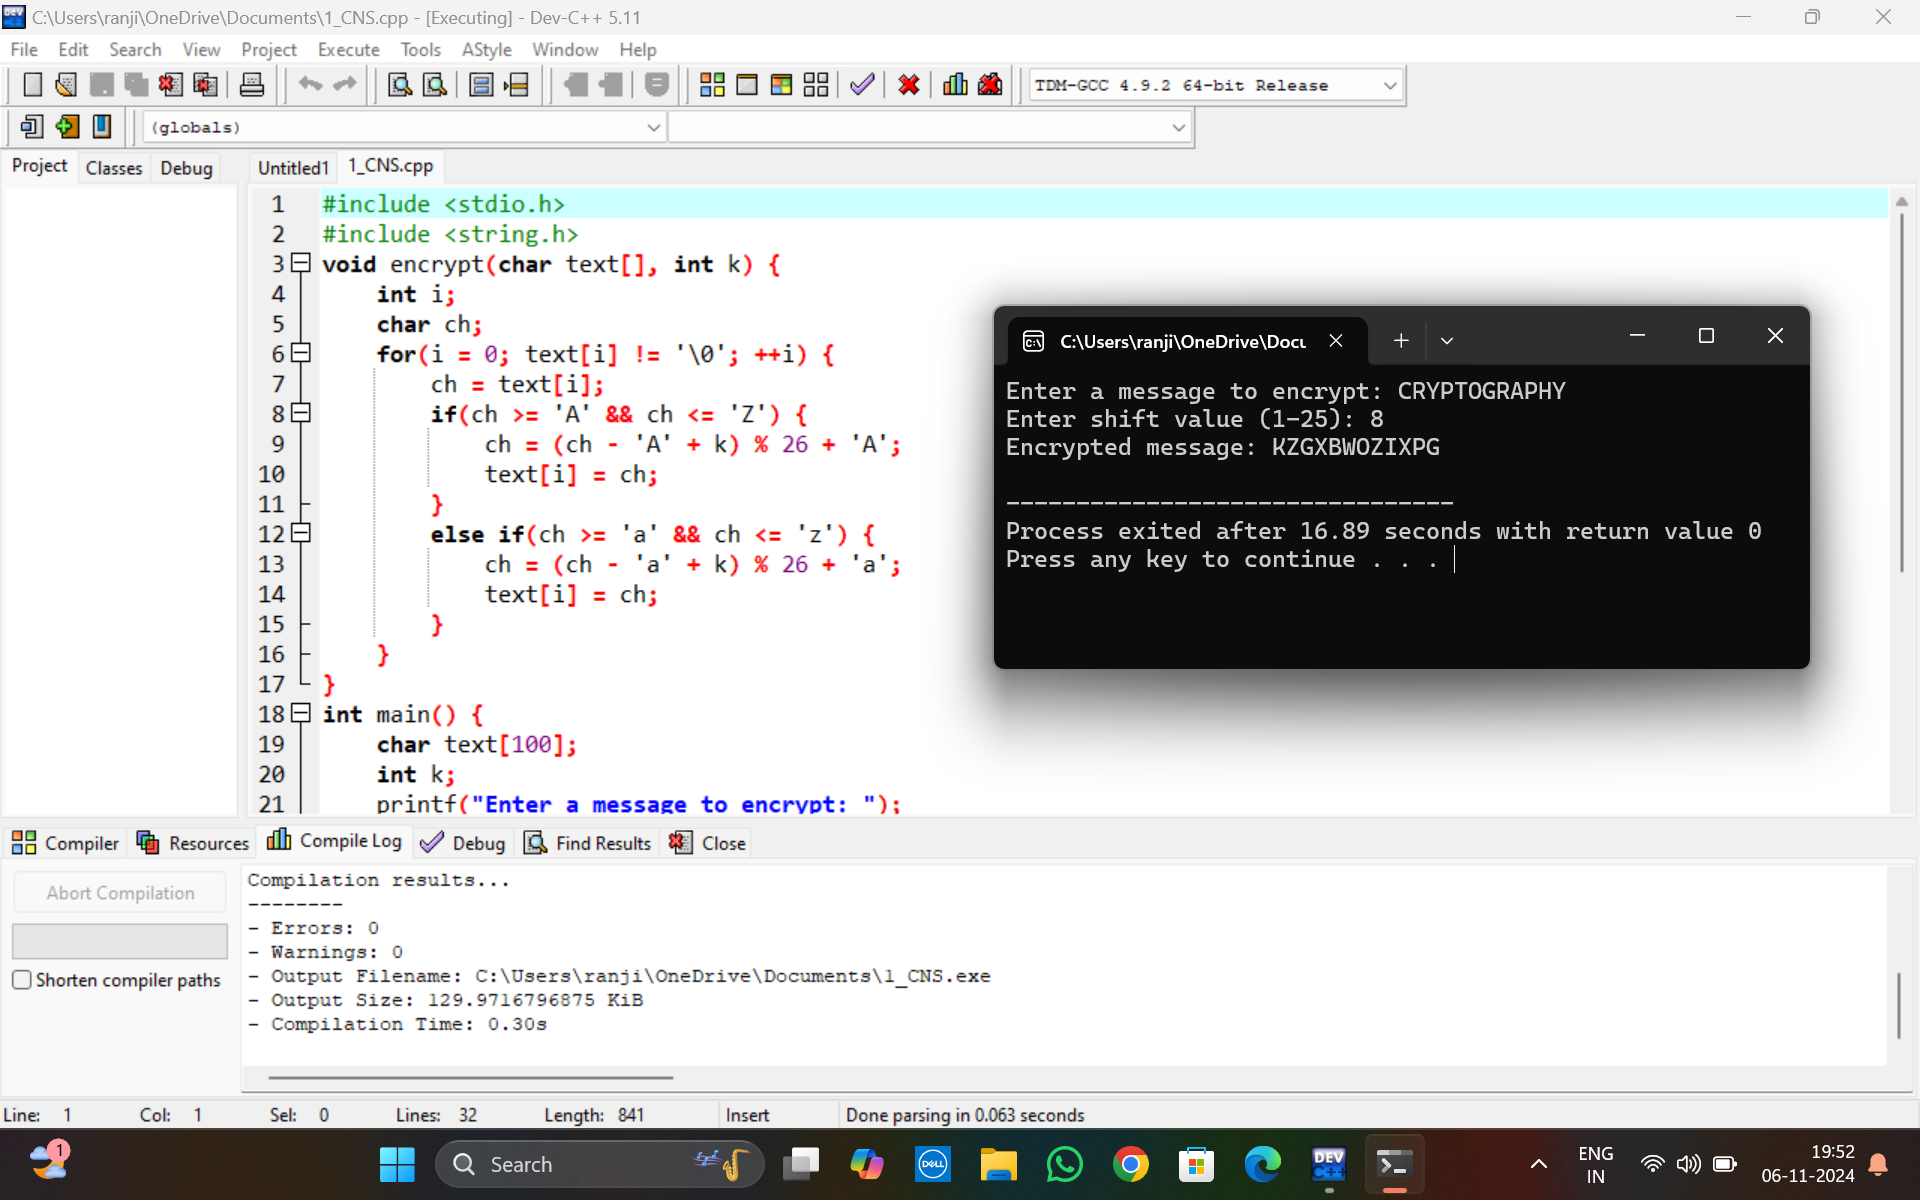 C:\Users\ranji\OneDrive\Documents\1_CNS.cpp - [Executing] - Dev-C++ 5.11
File Edit Search View Project Execute Tools AStyle Window Help
TDM-GCC 4.9.2 64-bit Release
(globals)
Project Classes Debug Untitled1 1_CNS.cpp
1 #include <stdio.h>
2 #include <string.h>
3 void encrypt(char text[], int k) {
4 int i;
5 char ch;
6 for(i = 0; text[i] != '\0'; ++i) {
7 ch = text[i];
8 if(ch >= 'A' && ch <= 'Z') {
9 ch = (ch - 'A' + k) % 26 + 'A';
10 text[i] = ch;
11 }
12 else if(ch >= 'a' && ch <= 'z') {
13 ch = (ch - 'a' + k) % 26 + 'a';
14 text[i] = ch;
15 }
16 }
17 }
18 int main() {
19 char text[100];
20 int k;
21 printf("Enter a message to encrypt: ");
C:\Users\ranji\OneDrive\Docu
Enter a message to encrypt: CRYPTOGRAPHY
Enter shift value (1-25): 8
Encrypted message: KZGXBWOZIXPG
--------------------------------
Process exited after 16.89 seconds with return value 0
Press any key to continue . . .
Compiler Resources Compile Log Debug Find Results Close
Abort Compilation
Shorten compiler paths
Compilation results...
--------
- Errors: 0
- Warnings: 0
- Output Filename: C:\Users\ranji\OneDrive\Documents\1_CNS.exe
- Output Size: 129.9716796875 KiB
- Compilation Time: 0.30s
Line: 1 Col: 1 Sel: 0 Lines: 32 Length: 841 Insert Done parsing in 0.063 seconds
1
Search
DELL
DEV C++
ENG
IN
19:52
06-11-2024